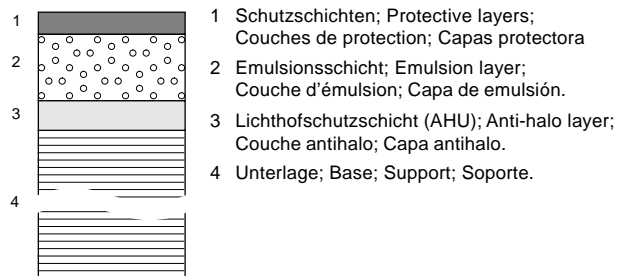 1
2
3
4
1 Schutzschichten; Protective layers;
Couches de protection; Capas protectora
2 Emulsionsschicht; Emulsion layer;
Couche d’émulsion; Capa de emulsión.
3 Lichthofschutzschicht (AHU); Anti-halo layer;
Couche antihalo; Capa antihalo.
4 Unterlage; Base; Support; Soporte.